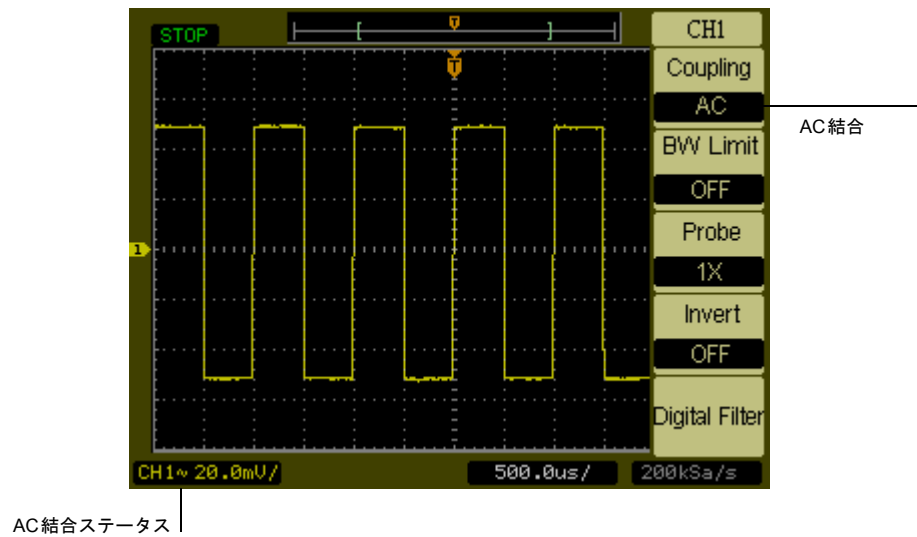 STOP
T
CH1
T
Coupling
AC
AC結合
BW Limit
OFF
Probe
1
1X
Invert
OFF
Digital Filter
CH1~ 20.0mV/
500.0us/
200kSa/s
AC結合ステータス